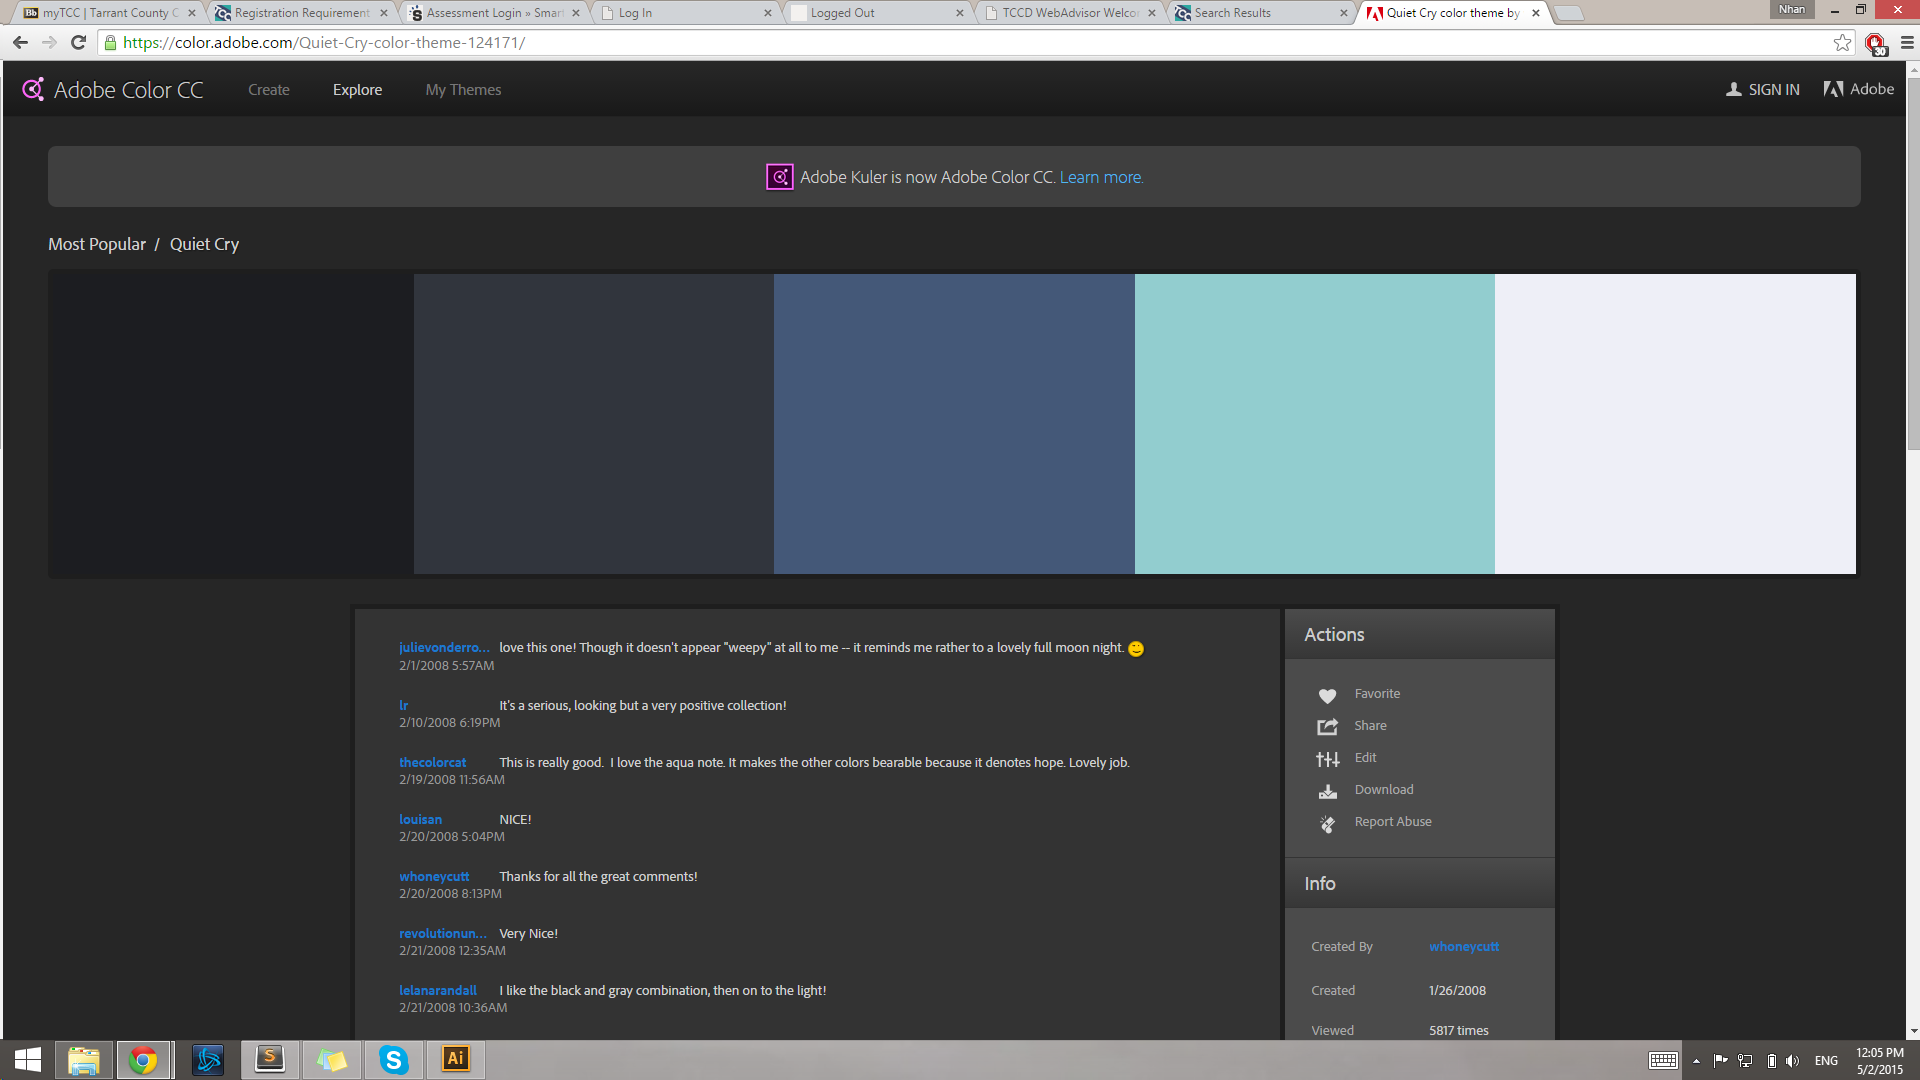 myTCC | Tarrant County C
Registration Requirement
Assessment Login » Smar
Log In
Logged Out
TCCD WebAdvisor Welco
Search Results
Quiet Cry color theme by
Nhan
https://color.adobe.com/Quiet-Cry-color-theme-124171/
30
Adobe Color CC
Create
Explore
My Themes
SIGN IN
Adobe
Adobe Kuler is now Adobe Color CC. Learn more.
Most Popular / Quiet Cry
julievonderro... love this one! Though it doesn't appear "weepy" at all to me -- it reminds me rather to a lovely full moon night.
2/1/2008 5:57AM
lr It's a serious, looking but a very positive collection!
2/10/2008 6:19PM
thecolorcat This is really good. I love the aqua note. It makes the other colors bearable because it denotes hope. Lovely job.
2/19/2008 11:56AM
louisan NICE!
2/20/2008 5:04PM
whoneycutt Thanks for all the great comments!
2/20/2008 8:13PM
revolutionun... Very Nice!
2/21/2008 12:35AM
lelanarandall I like the black and gray combination, then on to the light!
2/21/2008 10:36AM
Actions
Favorite
Share
Edit
Download
Report Abuse
Info
Created By whoneycutt
Created 1/26/2008
Viewed 5817 times
Bb
S
S
Ai
ENG
12:05 PM
5/2/2015